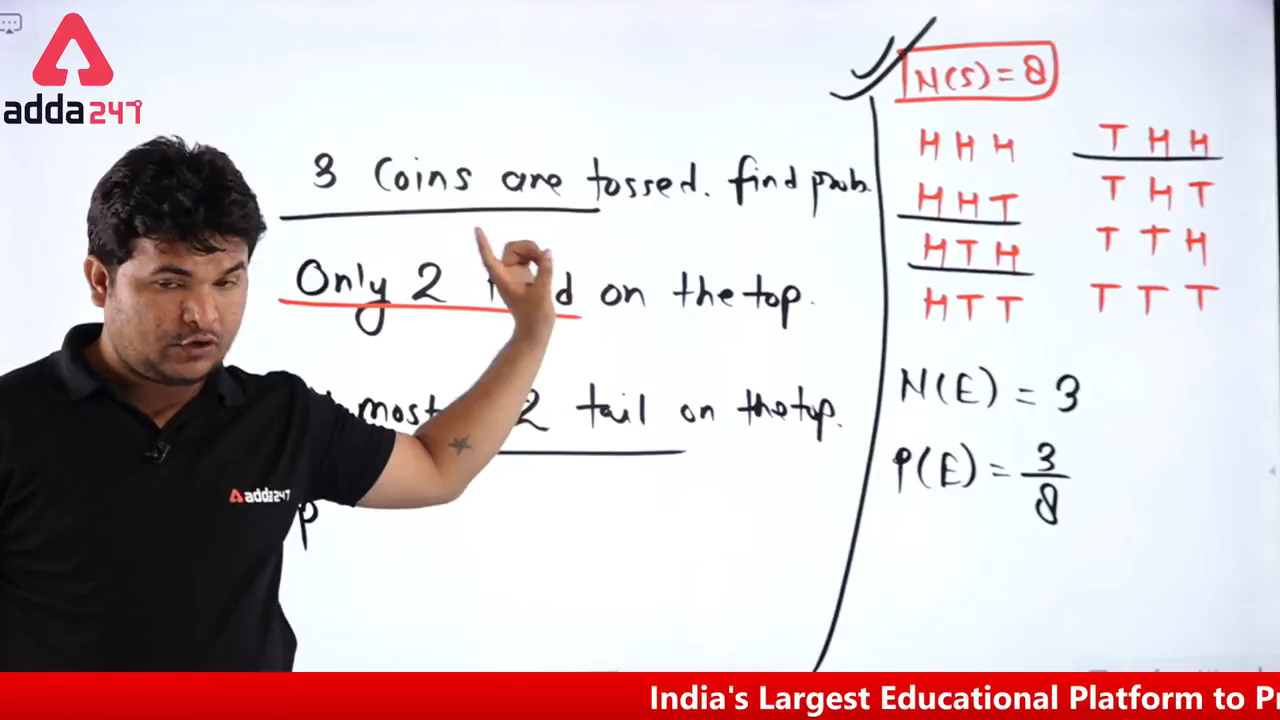 adda247
3 Coins are tossed. find prob.
Only 2 on the top.
most 2 tail on the top.
P
N(S) = 8
H H H
H H T
H T H
H T T
T H H
T H T
T T H
T T T
N(E) = 3
P(E) = 3/8
adda247
India's Largest Educational Platform to